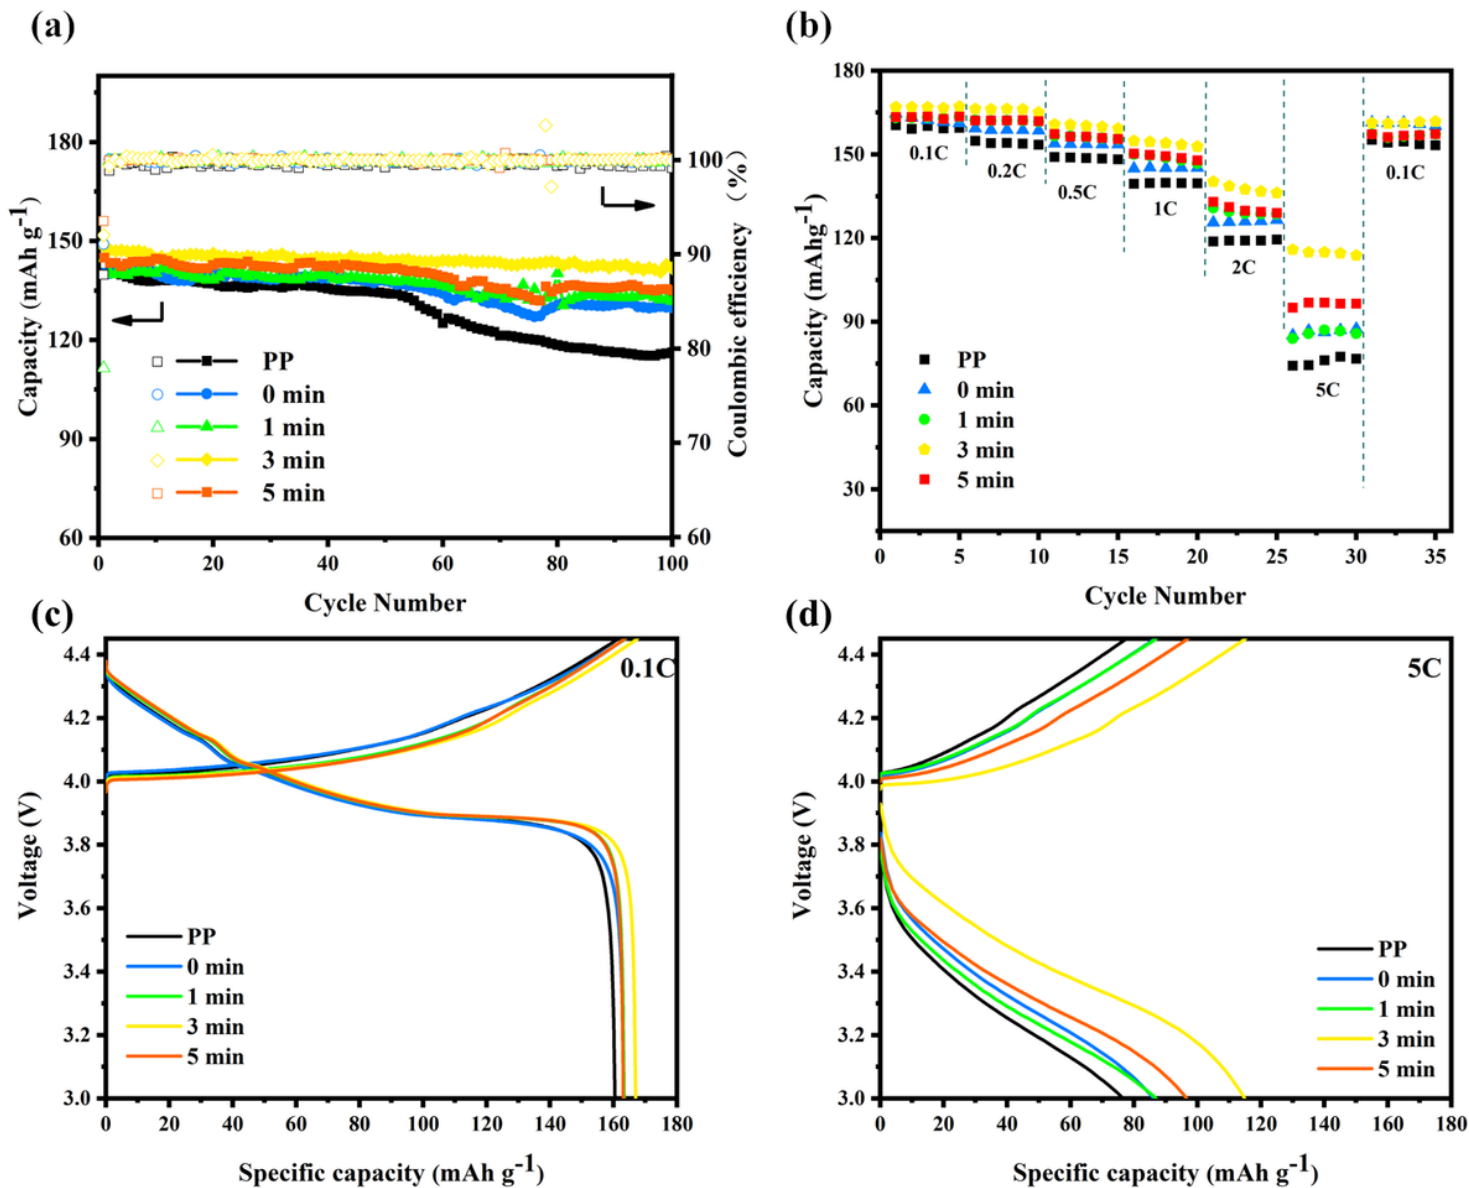 (a)
180
150
120
90
60
0
20
40
60
80
100
100
90
80
70
60
Capacity (mAh g-1)
Coulombic efficiency (%)
Cycle Number
PP
0 min
1 min
3 min
5 min
(b)
180
150
120
90
60
30
0
5
10
15
20
25
30
35
Capacity (mAhg-1)
Cycle Number
0.1C
0.2C
0.5C
1C
2C
5C
0.1C
PP
0 min
1 min
3 min
5 min
(c)
4.4
4.2
4.0
3.8
3.6
3.4
3.2
3.0
0
20
40
60
80
100
120
140
160
180
Voltage (V)
Specific capacity (mAh g-1)
0.1C
PP
0 min
1 min
3 min
5 min
(d)
4.4
4.2
4.0
3.8
3.6
3.4
3.2
3.0
0
20
40
60
80
100
120
140
160
180
Voltage (V)
Specific capacity (mAh g-1)
5C
PP
0 min
1 min
3 min
5 min